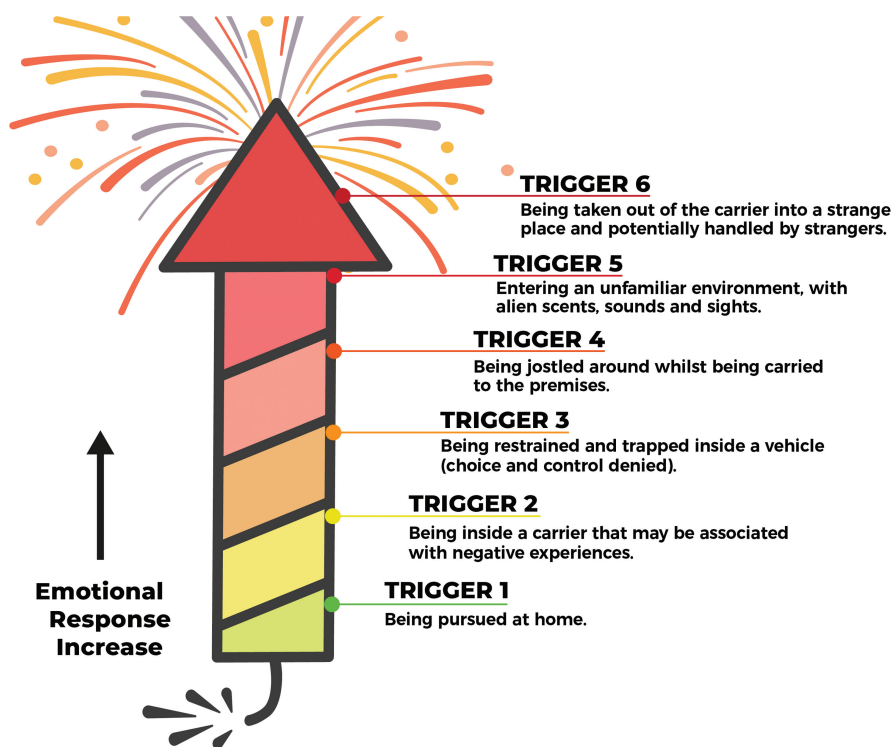 TRIGGER 6
Being taken out of the carrier into a strange
place and potentially handled by strangers.
TRIGGER 5
Entering an unfamiliar environment, with
alien scents, sounds and sights.
TRIGGER 4
Being jostled around whilst being carried
to the premises.
TRIGGER 3
Being restrained and trapped inside a vehicle
(choice and control denied).
TRIGGER 2
Being inside a carrier that may be associated
with negative experiences.
TRIGGER 1
Being pursued at home.
Emotional
Response
Increase